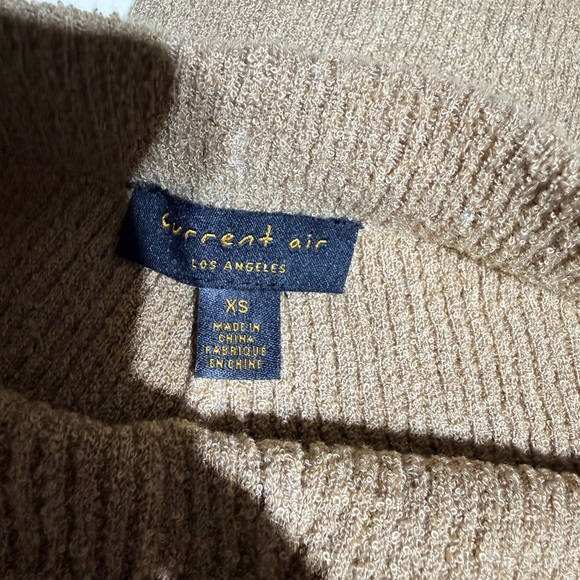 current air
LOS ANGELES
XS
MADE IN
CHINA
FABRIQUE
EN CHINE